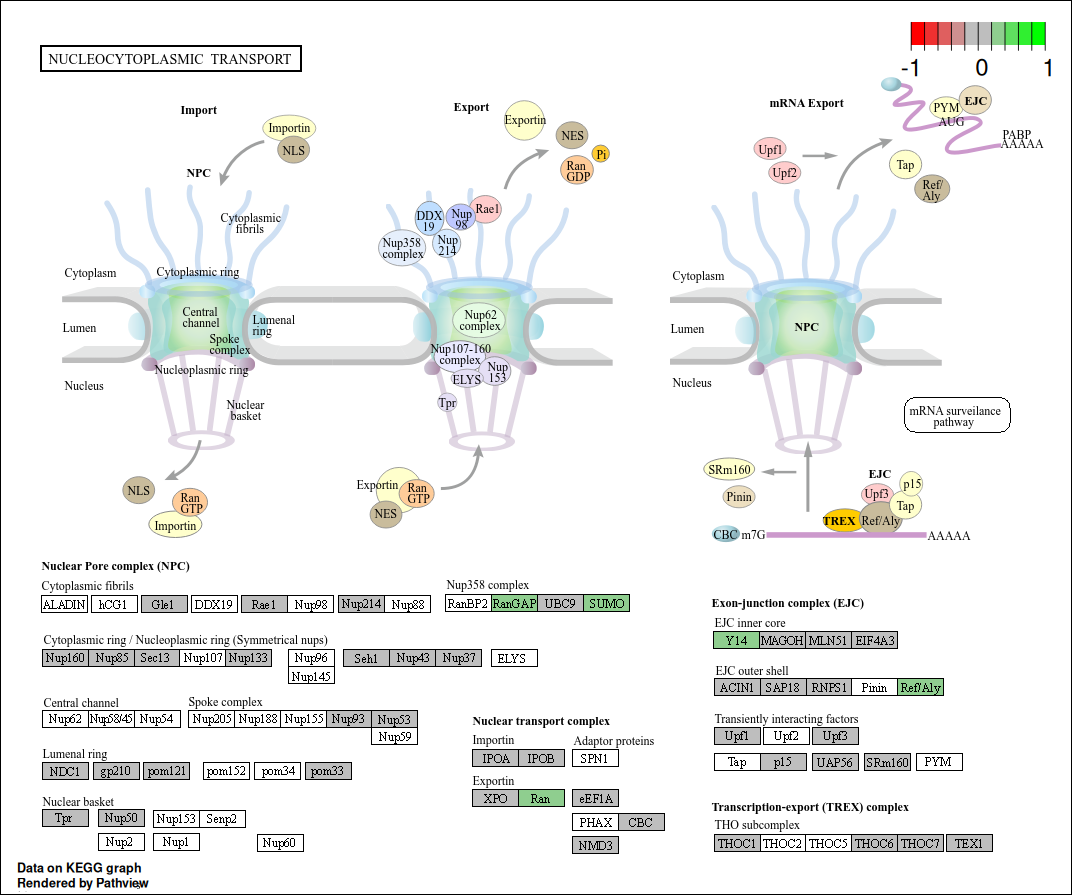 NUCLEOCYTOPLASMIC TRANSPORT
-1 0 1
Import
Importin
NLS
NPC
Cytoplasmic
fibrils
Cytoplasm
Cytoplasmic ring
Central
channel
Lumenal
ring
Lumen
Spoke
complex
Nucleoplasmic ring
Nucleus
Nuclear
basket
NLS
Ran
GTP
Importin
Export
Exportin
NES
Pi
Ran
GDP
DDX
19
Nup
98
Rae1
Nup358
complex
Nup
214
Nup62
complex
Nup107-160
complex
Nup
153
ELYS
Tpr
Exportin
Ran
GTP
NES
mRNA Export
PYM
EJC
AUG
PABP
AAAAA
Upf1
Upf2
Tap
Ref/
Aly
Cytoplasm
Lumen
NPC
Nucleus
mRNA surveilance
pathway
SRm160
Pinin
EJC
Upf3
p15
Tap
TREX
Ref/Aly
CBC m7G
AAAAA
Nuclear Pore complex (NPC)
Cytoplasmic fibrils
ALADIN hCG1 Gle1 DDX19 Rae1 Nup98 Nup214 Nup88
Nup358 complex
RanBP2 RanGAP UBC9 SUMO
Cytoplasmic ring / Nucleoplasmic ring (Symmetrical nups)
Nup160 Nup85 Sec13 Nup107 Nup133 Nup96 Seh1 Nup43 Nup37 ELYS
Nup145
Central channel
Nup62 Nup58/45 Nup54
Spoke complex
Nup205 Nup188 Nup155 Nup93 Nup53
Nup59
Lumenal ring
NDC1 gp210 pom121 pom152 pom34 pom33
Nuclear basket
Tpr Nup50 Nup153 Senp2
Nup2 Nup1 Nup60
Nuclear transport complex
Importin
IPOA IPOB
Adaptor proteins
SPN1
Exportin
XPO Ran eEF1A
PHAX CBC
NMD3
Exon-junction complex (EJC)
EJC inner core
Y14 MAGOH MLN51 EIF4A3
EJC outer shell
ACIN1 SAP18 RNPS1 Pinin Ref/Aly
Transiently interacting factors
Upf1 Upf2 Upf3
Tap p15 UAP56 SRm160 PYM
Transcription-export (TREX) complex
THO subcomplex
THOC1 THOC2 THOC5 THOC6 THOC7 TEX1
Data on KEGG graph
Rendered by Pathview